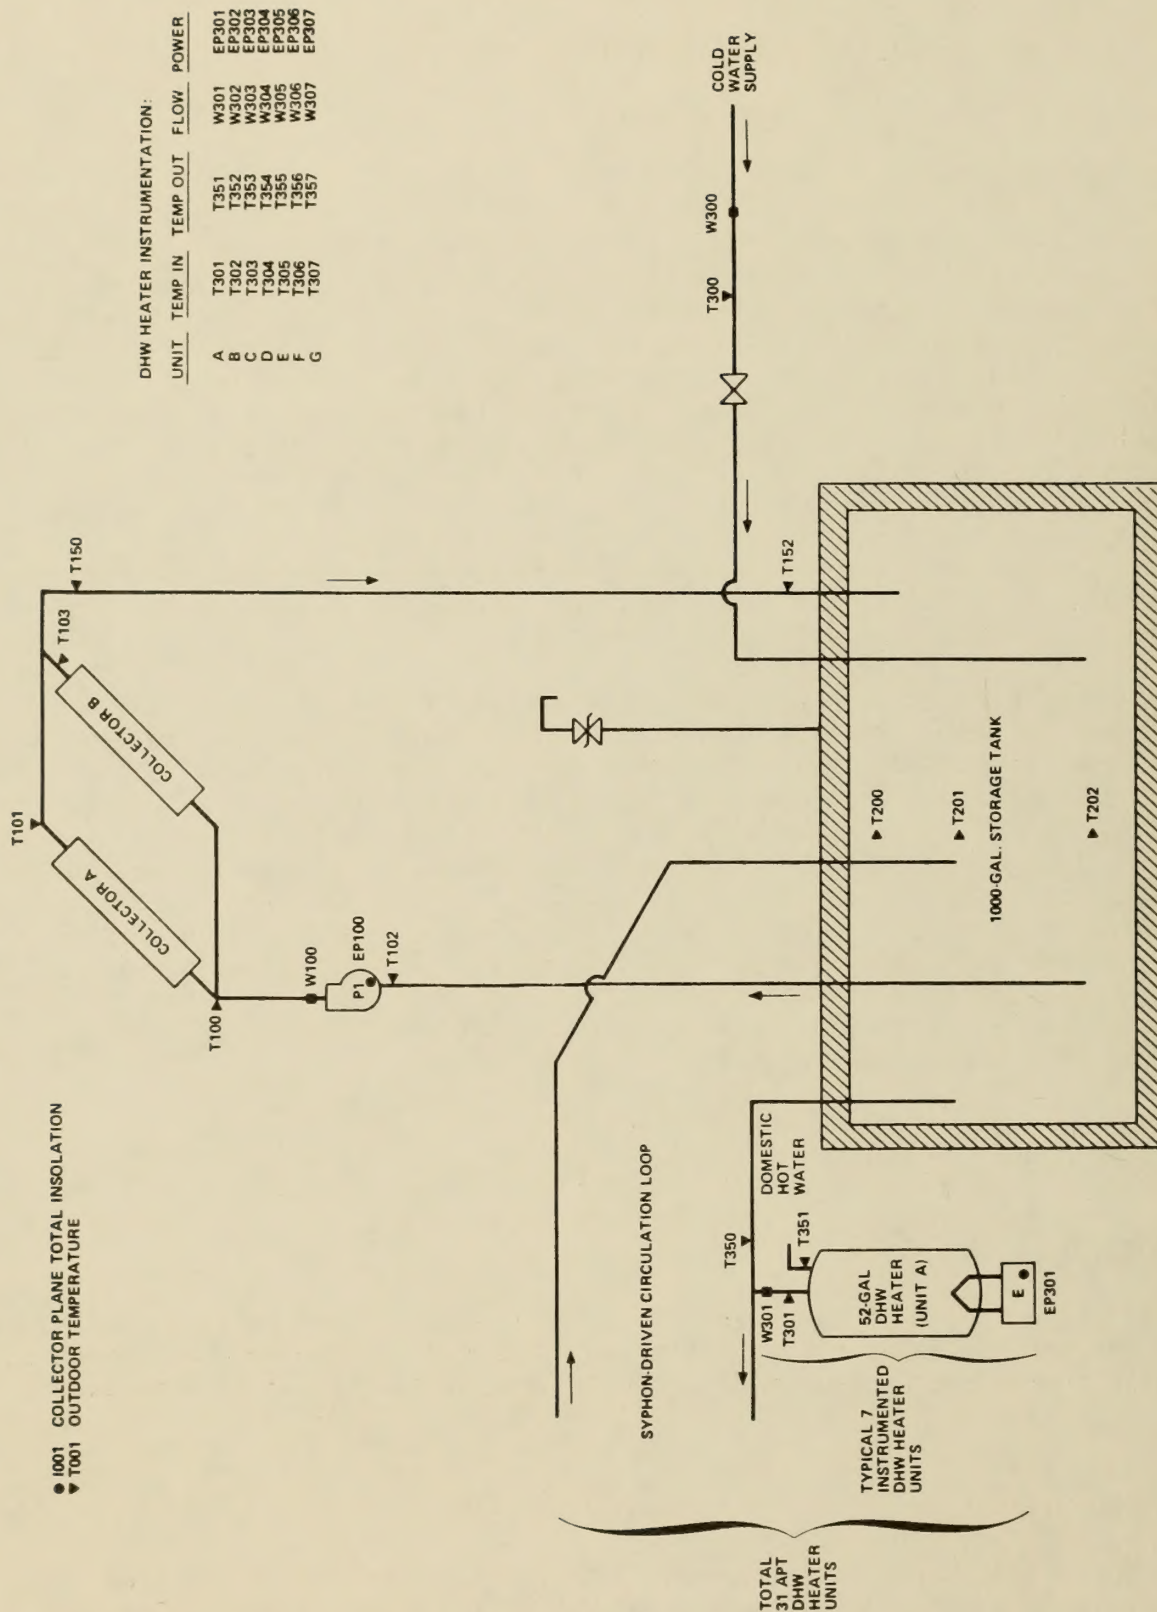 ● I001 COLLECTOR PLANE TOTAL INSOLATION
▼ T001 OUTDOOR TEMPERATURE
DHW HEATER INSTRUMENTATION:
UNIT TEMP IN TEMP OUT FLOW POWER
A T301 T351 W301 EP301
B T302 T352 W302 EP302
C T303 T353 W303 EP303
D T304 T354 W304 EP304
E T305 T355 W305 EP305
F T306 T356 W306 EP306
G T307 T357 W307 EP307
T101
COLLECTOR A
COLLECTOR B
T103
T150
T100
W100
P1
EP100
T102
SYPHON-DRIVEN CIRCULATION LOOP
T350
DOMESTIC
HOT
WATER
W301
T301
T351
52-GAL
DHW
HEATER
(UNIT A)
E
EP301
TYPICAL 7
INSTRUMENTED
DHW HEATER
UNITS
TOTAL
31 APT
DHW
HEATER
UNITS
T152
T300
W300
COLD
WATER
SUPPLY
T200
T201
T202
1000-GAL. STORAGE TANK